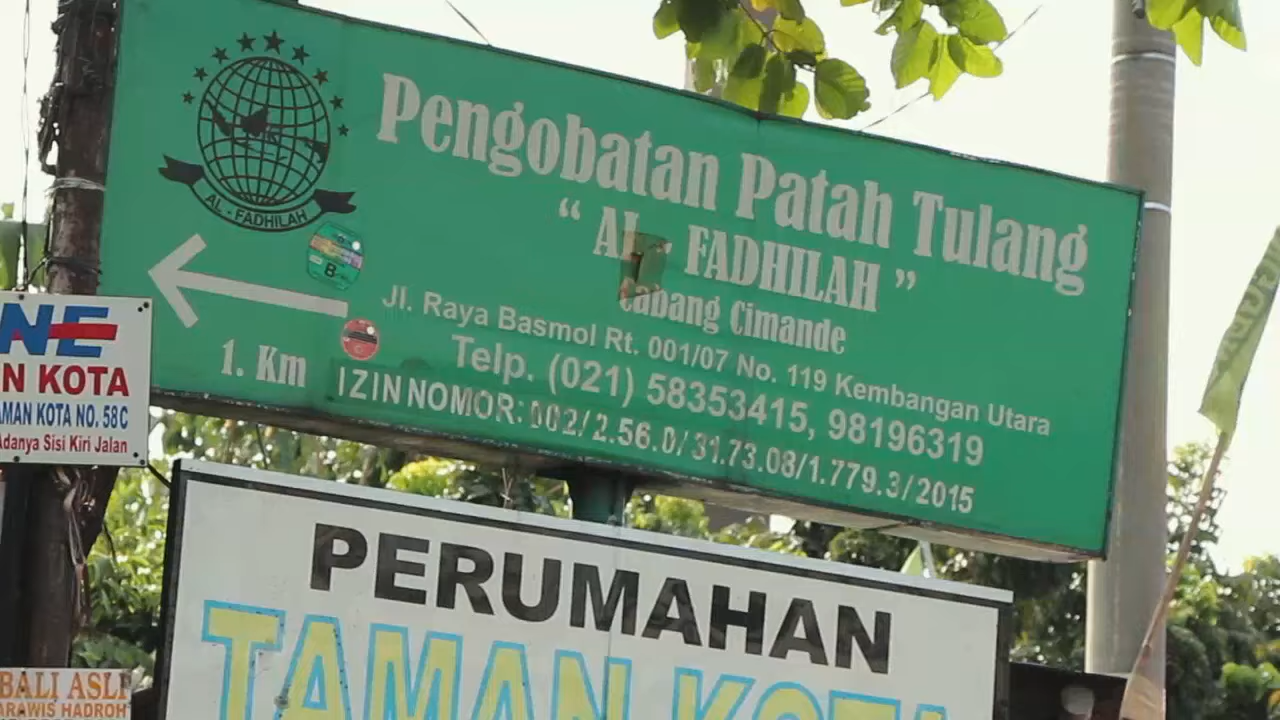 AL - FADHILAH
Pengobatan Patah Tulang
“ AL - FADHILAH ”
Cabang Cimande
Jl. Raya Basmol Rt. 001/07 No. 119 Kembangan Utara
Telp. (021) 58353415, 98196319
IZIN NOMOR: 002/2.56.0/31.73.08/1.779.3/2015
1. Km
B
NE
N KOTA
AMAN KOTA NO. 58C
Adanya Sisi Kiri Jalan
PERUMAHAN
TAMAN KOTA
BALI ASLI
ARAWIS HADROH